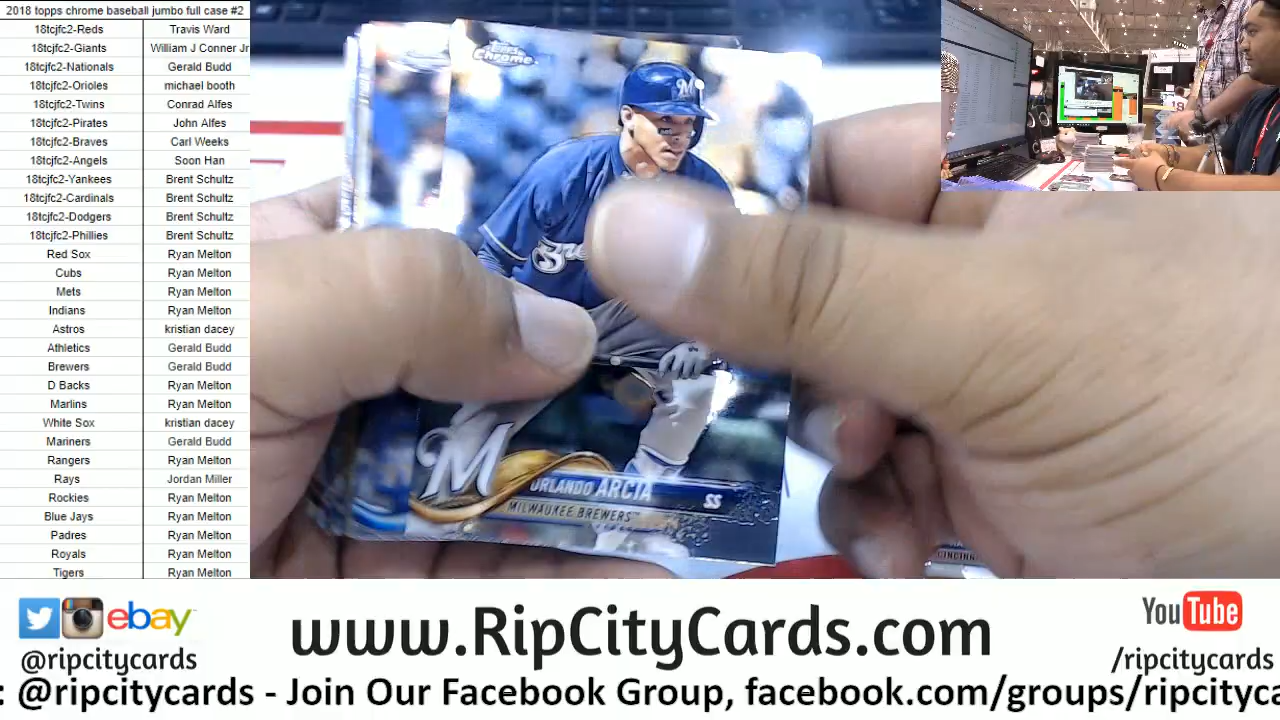 2018 topps chrome baseball jumbo full case #2
18tcjfc2-Reds Travis Ward
18tcjfc2-Giants William J Conner Jr
18tcjfc2-Nationals Gerald Budd
18tcjfc2-Orioles michael booth
18tcjfc2-Twins Conrad Alfes
18tcjfc2-Pirates John Alfes
18tcjfc2-Braves Carl Weeks
18tcjfc2-Angels Soon Han
18tcjfc2-Yankees Brent Schultz
18tcjfc2-Cardinals Brent Schultz
18tcjfc2-Dodgers Brent Schultz
18tcjfc2-Phillies Brent Schultz
Red Sox Ryan Melton
Cubs Ryan Melton
Mets Ryan Melton
Indians Ryan Melton
Astros kristian dacey
Athletics Gerald Budd
Brewers Gerald Budd
D Backs Ryan Melton
Marlins Ryan Melton
White Sox kristian dacey
Mariners Gerald Budd
Rangers Ryan Melton
Rays Jordan Miller
Rockies Ryan Melton
Blue Jays Ryan Melton
Padres Ryan Melton
Royals Ryan Melton
Tigers Ryan Melton
Topps
Chrome
M
Bre
M
ORLANDO ARCIA SS
MILWAUKEE BREWERS™
CINCINN
18
ebay
@ripcitycards
www.RipCityCards.com
YouTube
/ripcitycards
: @ripcitycards - Join Our Facebook Group, facebook.com/groups/ripcityca